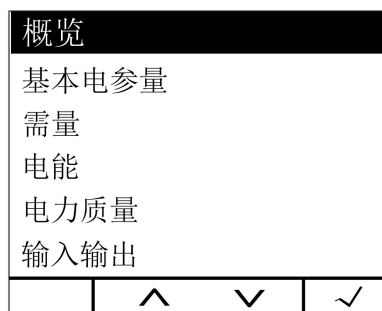 概览
基本电参量
需量
电能
电力质量
输入输出